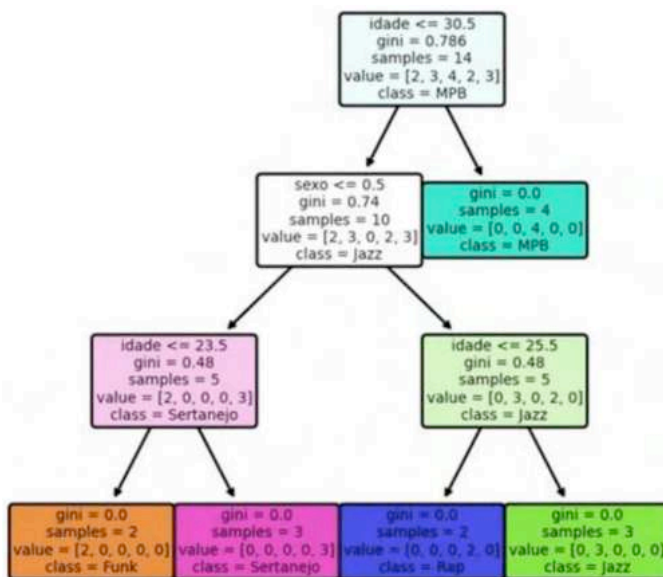 idade <= 30.5
gini = 0.786
samples = 14
value = [2, 3, 4, 2, 3]
class = MPB
sexo <= 0.5
gini = 0.74
samples = 10
value = [2, 3, 0, 2, 3]
class = Jazz
gini = 0.0
samples = 4
value = [0, 0, 4, 0, 0]
class = MPB
idade <= 23.5
gini = 0.48
samples = 5
value = [2, 0, 0, 0, 3]
class = Sertanejo
idade <= 25.5
gini = 0.48
samples = 5
value = [0, 3, 0, 2, 0]
class = Jazz
gini = 0.0
samples = 2
value = [2, 0, 0, 0, 0]
class = Funk
gini = 0.0
samples = 3
value = [0, 0, 0, 0, 3]
class = Sertanejo
gini = 0.0
samples = 2
value = [0, 0, 0, 2, 0]
class = Rap
gini = 0.0
samples = 3
value = [0, 3, 0, 0, 0]
class = Jazz